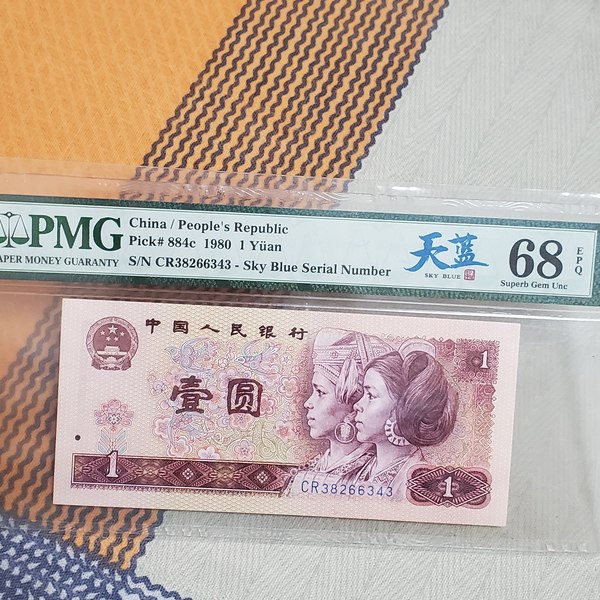 PMG
APER MONEY GUARANTY
China / People's Republic
Pick# 884c 1980 1 Yüan
S/N CR38266343 - Sky Blue Serial Number
天蓝
SKY BLUE
68
EPQ
Superb Gem Unc
中国人民银行
壹圆
1
1
CR38266343
1